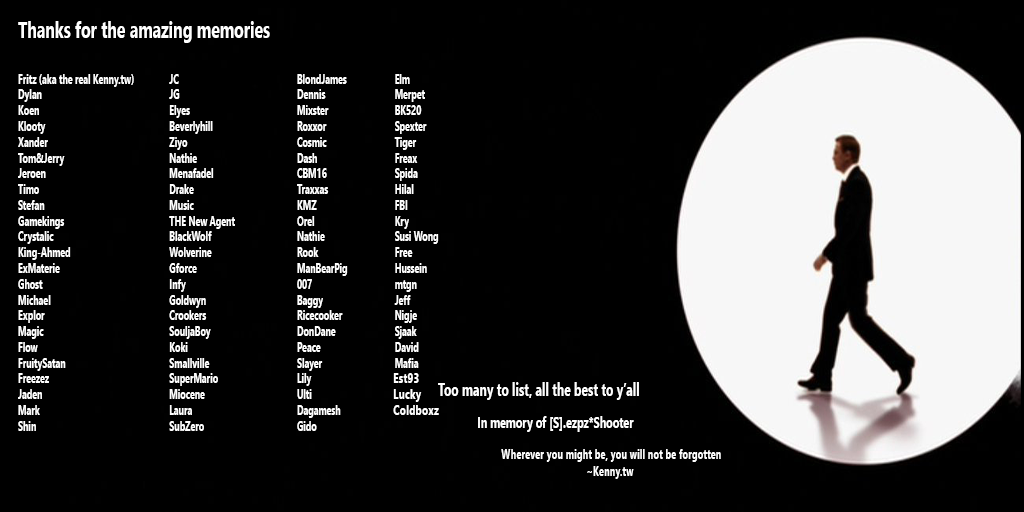 Thanks for the amazing memories
Fritz (aka the real Kenny.tw)
Dylan
Koen
Klooty
Xander
Tom&Jerry
Jeroen
Timo
Stefan
Gamekings
Crystalic
King-Ahmed
ExMaterie
Ghost
Michael
Explor
Magic
Flow
FruitySatan
Freezez
Jaden
Mark
Shin
JC
JG
Elyes
Beverlyhill
Ziyo
Nathie
Menafadel
Drake
Music
THE New Agent
BlackWolf
Wolverine
Gforce
Infy
Goldwyn
Crookers
SouljaBoy
Koki
Smallville
SuperMario
Miocene
Laura
SubZero
BlondJames
Dennis
Mixster
Roxxor
Cosmic
Dash
CBM16
Traxxas
KMZ
Orel
Nathie
Rook
ManBearPig
007
Baggy
Ricecooker
DonDane
Peace
Slayer
Lily
Ulti
Dagamesh
Gido
Elm
Merpet
BK520
Spexter
Tiger
Freax
Spida
Hilal
FBI
Kry
Susi Wong
Free
Hussein
mtgn
Jeff
Nigje
Sjaak
David
Mafia
Est93
Lucky
Coldboxz
Too many to list, all the best to y'all
In memory of [S].ezpz*Shooter
Wherever you might be, you will not be forgotten
~Kenny.tw